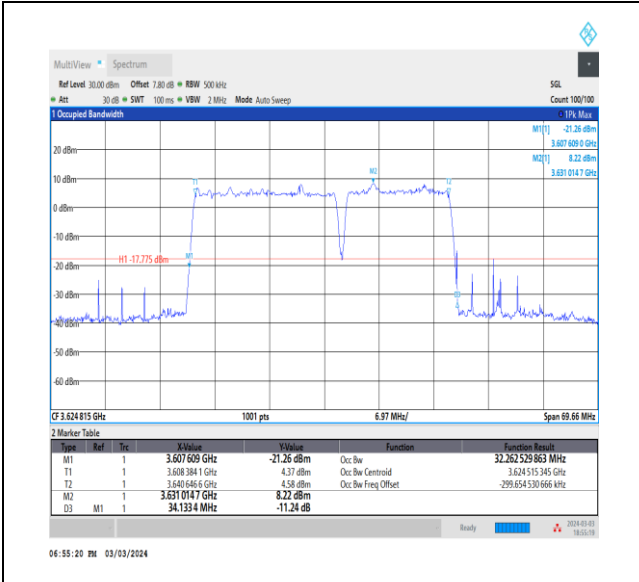 MultiView Spectrum
Ref Level 30.00 dBm Offset 7.80 dB RBW 500 kHz SGL
Att 30 dB SWT 100 ms VBW 2 MHz Mode Auto Sweep Count 100/100
1 Occupied Bandwidth 1Pk Max
M1[1] -21.26 dBm
3.607 609 0 GHz
M2[1] 8.22 dBm
3.631 014 7 GHz
20 dBm
10 dBm
T1
M2
T2
0 dBm
-10 dBm
H1 -17.775 dBm
M1
-20 dBm
-30 dBm
D3
-40 dBm
-50 dBm
-60 dBm
CF 3.624 815 GHz 1001 pts 6.97 MHz/ Span 69.66 MHz
2 Marker Table
Type Ref Trc X-Value Y-Value Function Function Result
M1 1 3.607 609 GHz -21.26 dBm Occ Bw 32.262 529 863 MHz
T1 1 3.608 384 1 GHz 4.37 dBm Occ Bw Centroid 3.624 515 345 GHz
T2 1 3.640 646 6 GHz 4.58 dBm Occ Bw Freq Offset -299.654 530 666 kHz
M2 1 3.631 014 7 GHz 8.22 dBm
D3 M1 1 34.133 4 MHz -11.24 dB
Ready 2024-03-03
18:55:19
06:55:20 PM 03/03/2024